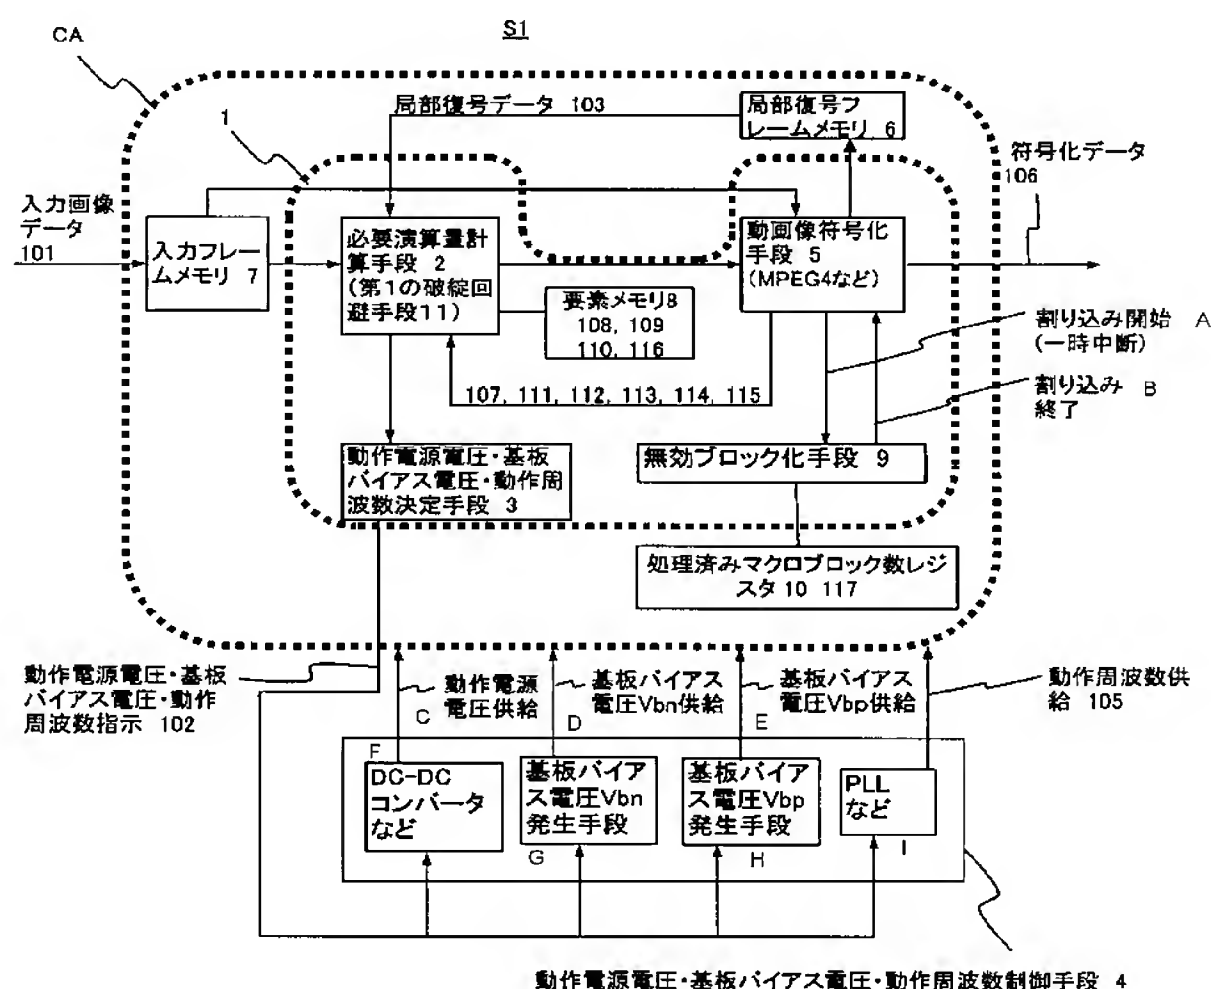 S1
CA
局部復号データ 103
局部復号フ
レームメモリ 6
1
符号化データ
106
入力画像
データ
101
入力フレー
ムメモリ 7
必要演算量計
算手段 2
(第1の破綻回
避手段11)
動画像符号化
手段 5
(MPEG4など)
要素メモリ8
108, 109
110, 116
割り込み開始 A
(一時中断)
107, 111, 112, 113, 114, 115
割り込み B
終了
動作電源電圧・基板
バイアス電圧・動作周
波数決定手段 3
無効ブロック化手段 9
処理済みマクロブロック数レジ
スタ10 117
動作電源電圧・基板
バイアス電圧・動作
周波数指示 102
動作電源
電圧供給
C
基板バイアス
電圧Vbn供給
D
基板バイアス
電圧Vbp供給
E
動作周波数供
給 105
F
DC-DC
コンバータ
など
基板バイア
ス電圧Vbn
発生手段
G
基板バイア
ス電圧Vbp
発生手段
H
PLL
など
I
動作電源電圧・基板バイアス電圧・動作周波数制御手段 4